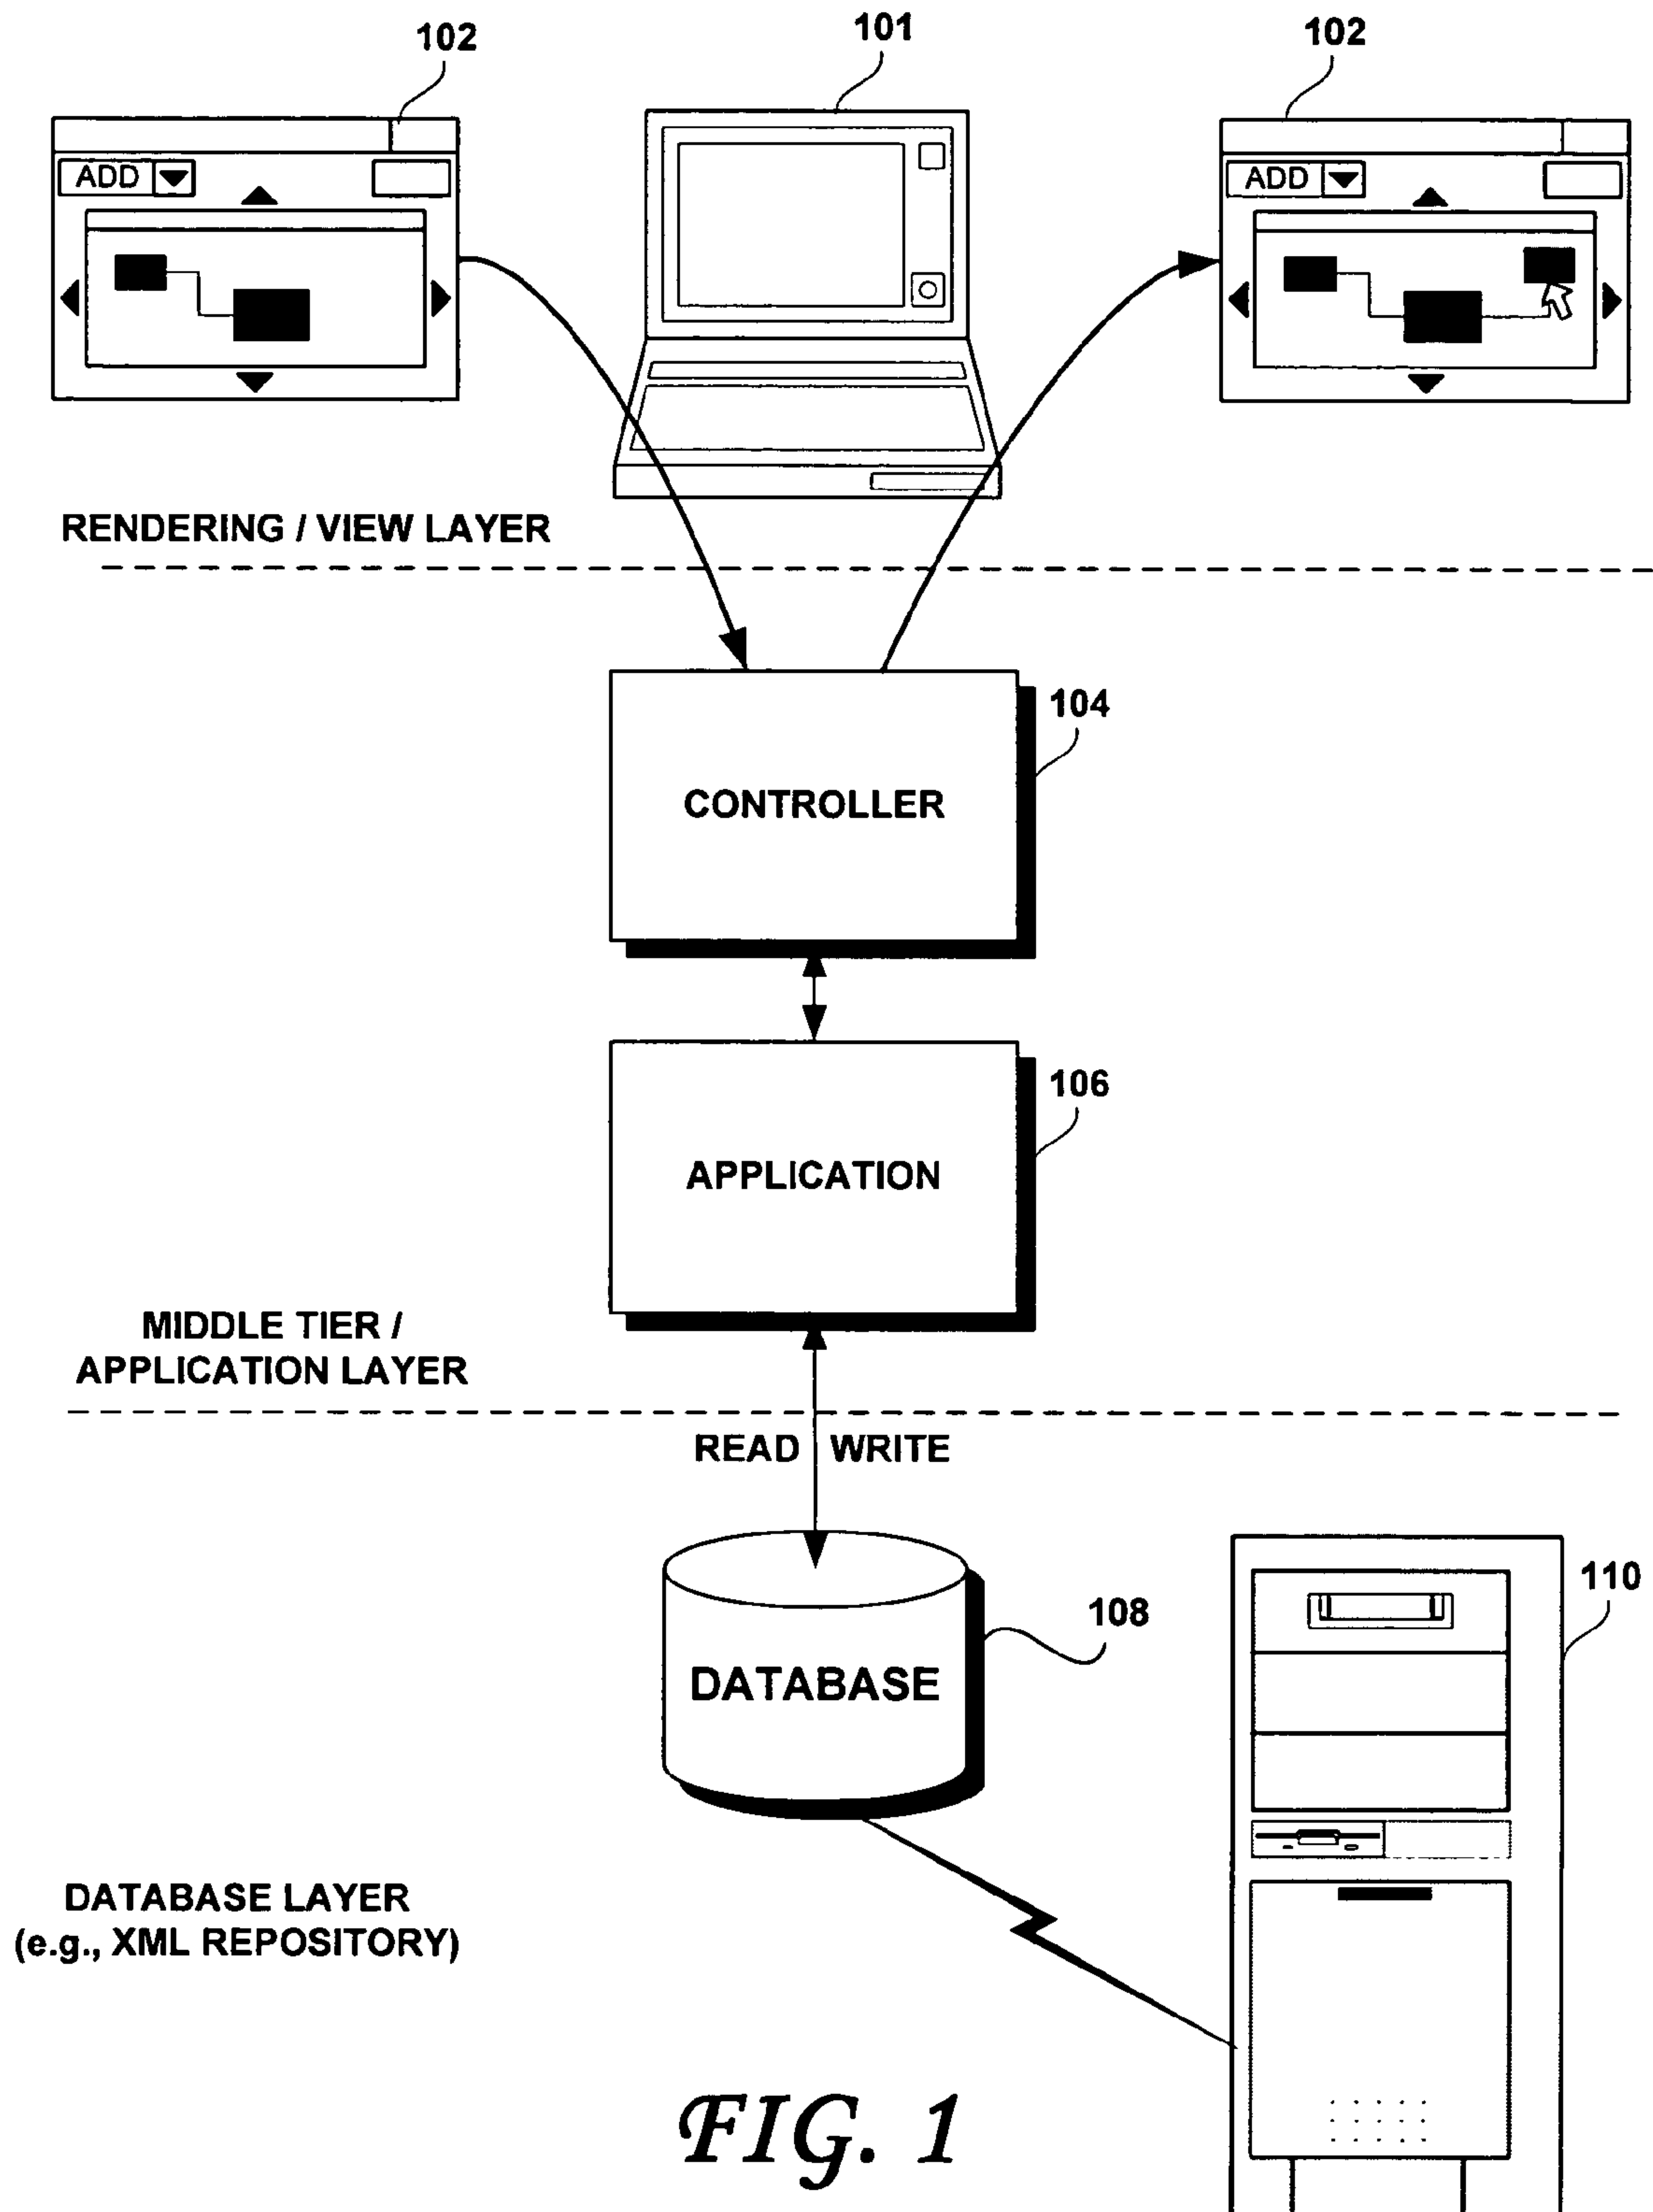 102
101
102
ADD
ADD
RENDERING / VIEW LAYER
104
CONTROLLER
106
APPLICATION
MIDDLE TIER /
APPLICATION LAYER
READ WRITE
110
108
DATABASE
DATABASE LAYER
(e.g., XML REPOSITORY)
FIG. 1